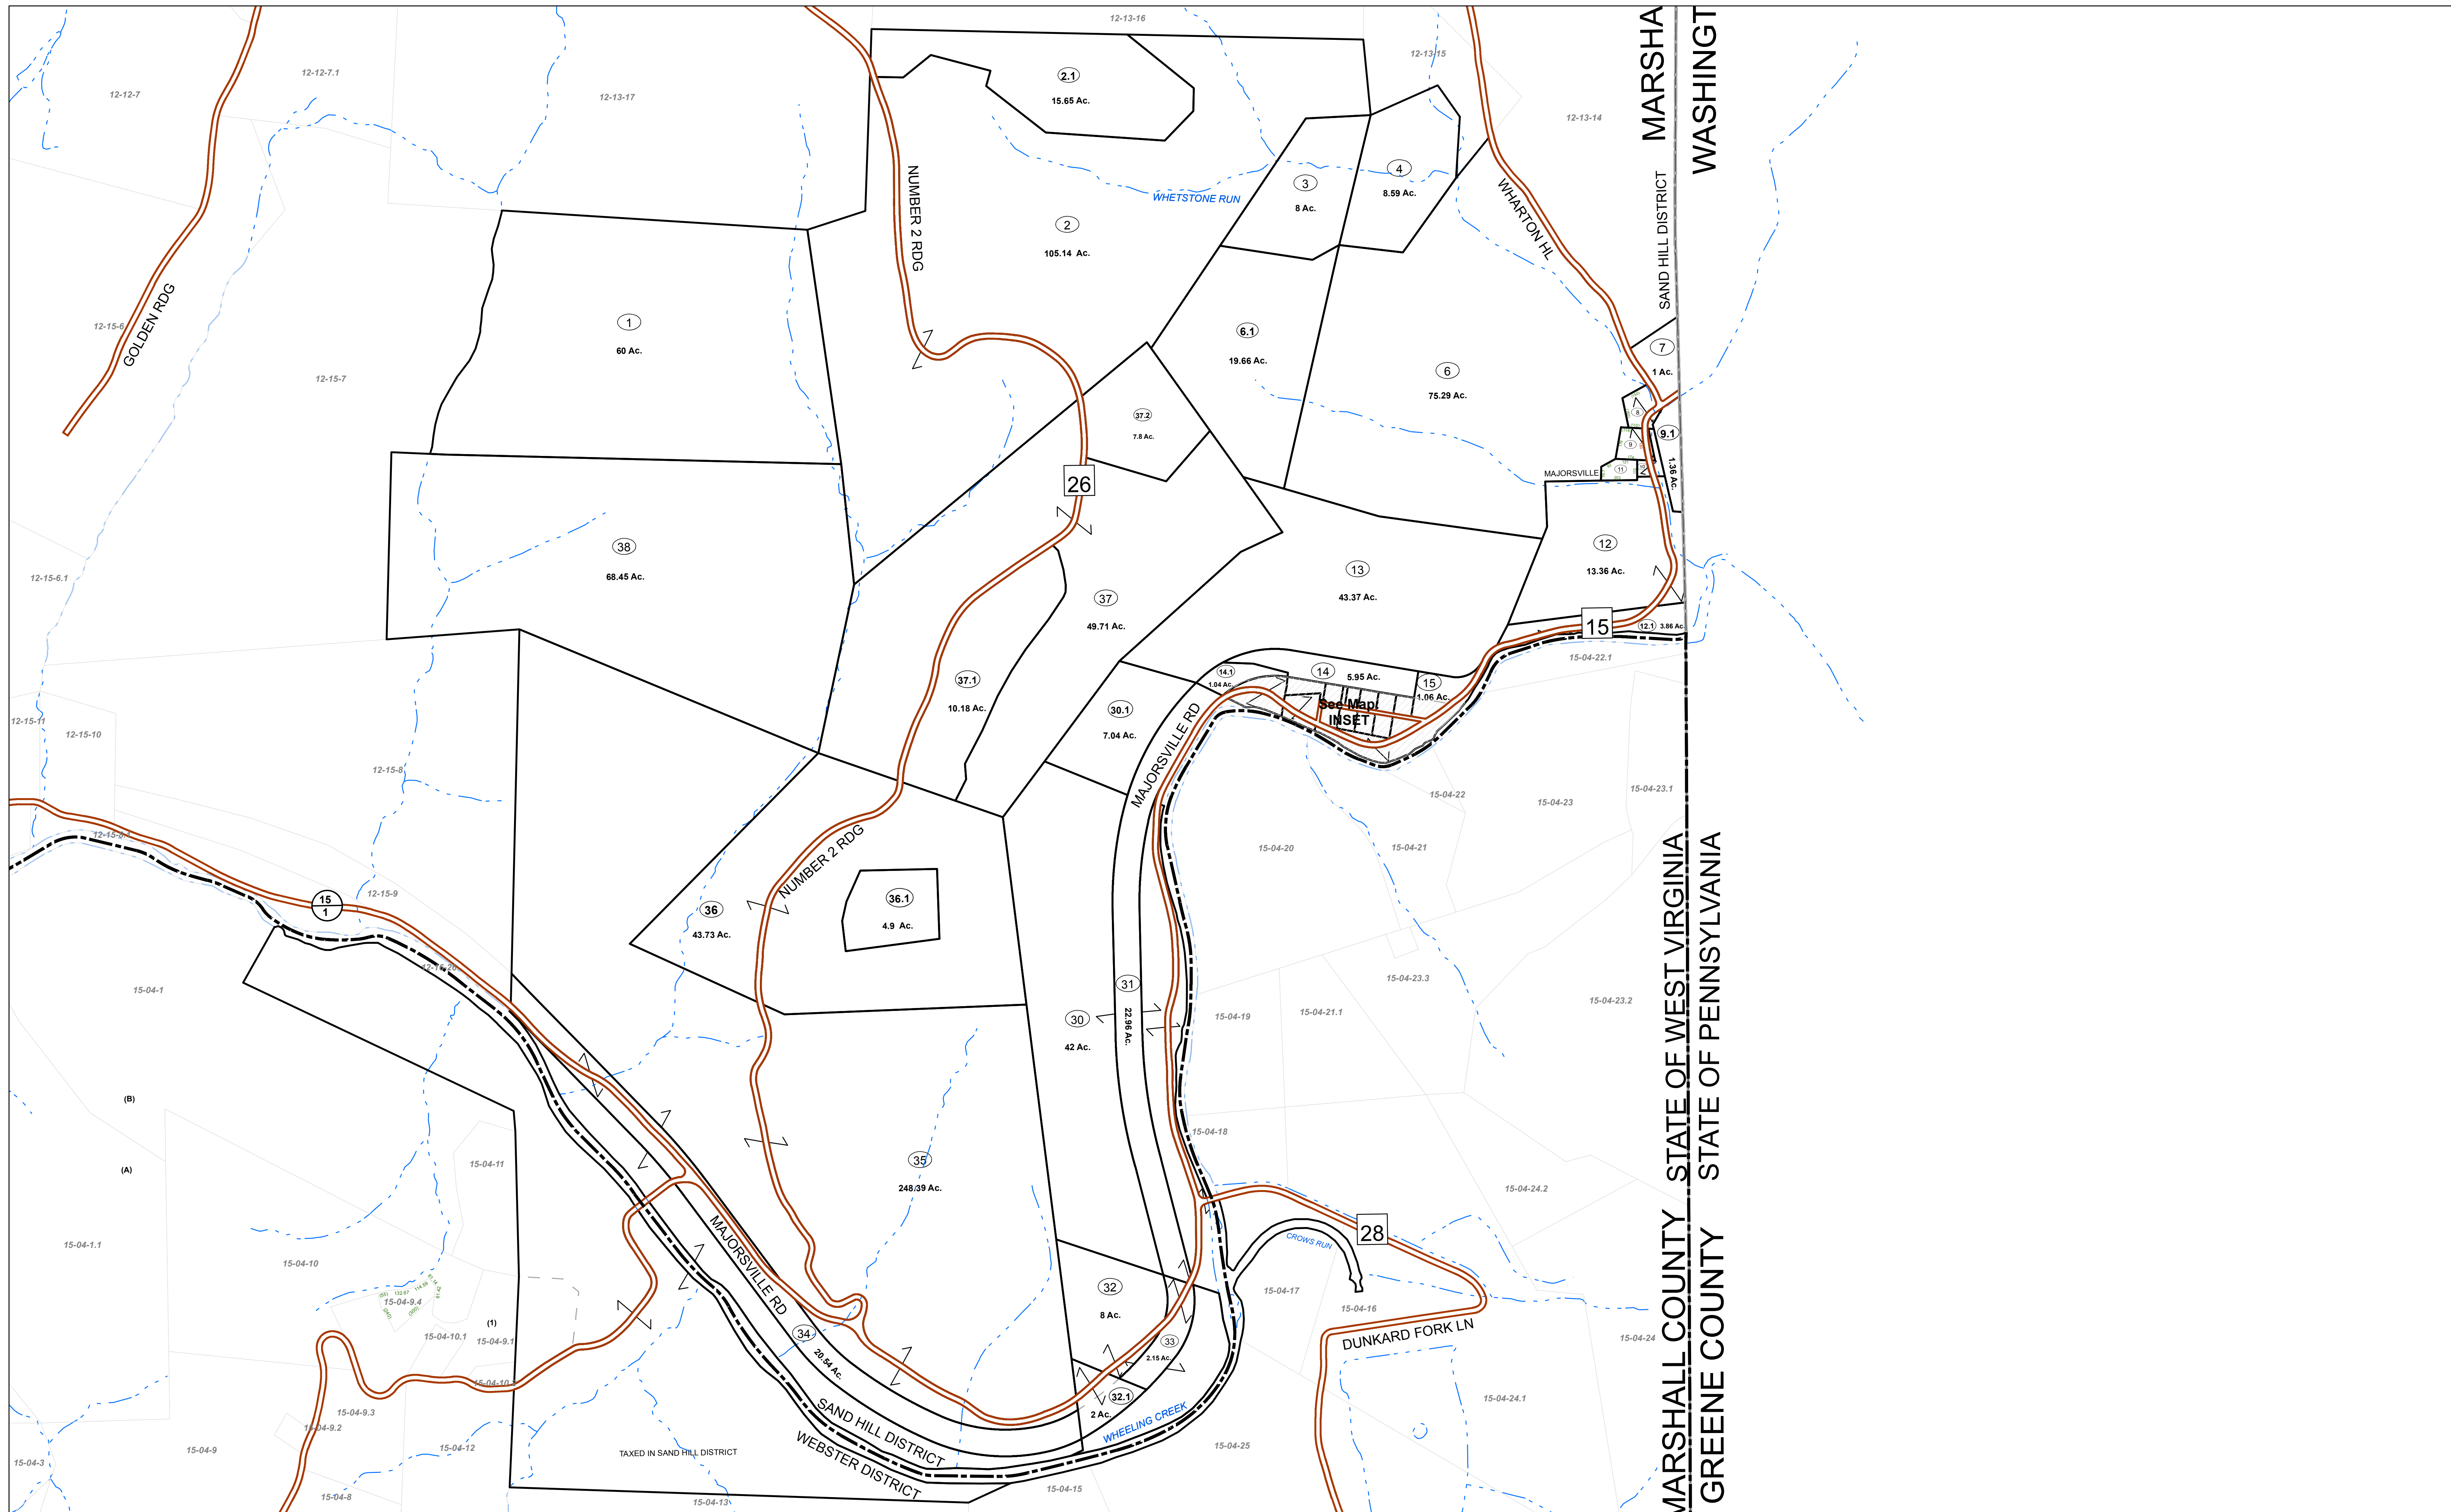 12-13-16
12-13-15
12-12-7.1
12-12-7
12-13-17
2.1
15.65 Ac.
12-13-14
MARSHA
WASHINGT
SAND HILL DISTRICT
NUMBER 2 RDG
WHETSTONE RUN
2
105.14 Ac.
3
8 Ac.
4
8.59 Ac.
WHARTON HL
GOLDEN RDG
12-15-6
12-15-7
1
60 Ac.
6.1
19.66 Ac.
6
75.29 Ac.
7
1 Ac.
37.2
7.8 Ac.
8
9
9.1
1.36 Ac.
11
MAJORSVILLE
26
38
68.45 Ac.
12-15-6.1
12
13.36 Ac.
13
43.37 Ac.
37
49.71 Ac.
15
12.1 3.86 Ac.
15-04-22.1
37.1
10.18 Ac.
14.1
1.04 Ac.
14
5.95 Ac.
15
1.06 Ac.
See Map:
INSET
30.1
7.04 Ac.
MAJORSVILLE RD
12-15-11
12-15-10
12-15-8
15-04-22
15-04-23
15-04-23.1
15-04-20
15-04-21
NUMBER 2 RDG
12-15-9
15
1
36
43.73 Ac.
36.1
4.9 Ac.
STATE OF WEST VIRGINIA
STATE OF PENNSYLVANIA
15-04-1
15-04-23.3
15-04-23.2
31
22.96 Ac.
30
42 Ac.
15-04-19
15-04-21.1
(B)
(A)
15-04-18
15-04-11
35
248.39 Ac.
15-04-24.2
15-04-1.1
15-04-10
MAJORSVILLE RD
28
CROWS RUN
15-04-17
15-04-16
DUNKARD FORK LN
15-04-24
15-04-9.4
132.67
114.98
(1)
15-04-10.1
15-04-9.1
32
8 Ac.
33
2.15 Ac.
34
20.54 Ac.
32.1
2 Ac.
15-04-24.1
MARSHALL COUNTY
GREENE COUNTY
WHEELING CREEK
SAND HILL DISTRICT
WEBSTER DISTRICT
15-04-9.3
15-04-9.2
15-04-9
15-04-12
TAXED IN SAND HILL DISTRICT
15-04-25
15-04-3
15-04-8
15-04-13
15-04-15